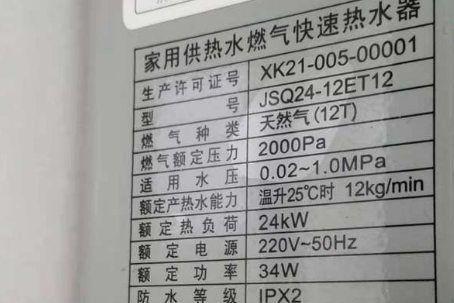 家用供热水燃气快速热水器
生产许可证号 XK21-005-00001
型号 JSQ24-12ET12
燃气种类 天然气(12T)
燃气额定压力 2000Pa
适用水压 0.02~1.0MPa
额定产热水能力 温升25℃时 12kg/min
额定热负荷 24kW
额定电源 220V~50Hz
额定功率 34W
防水等级 IPX2